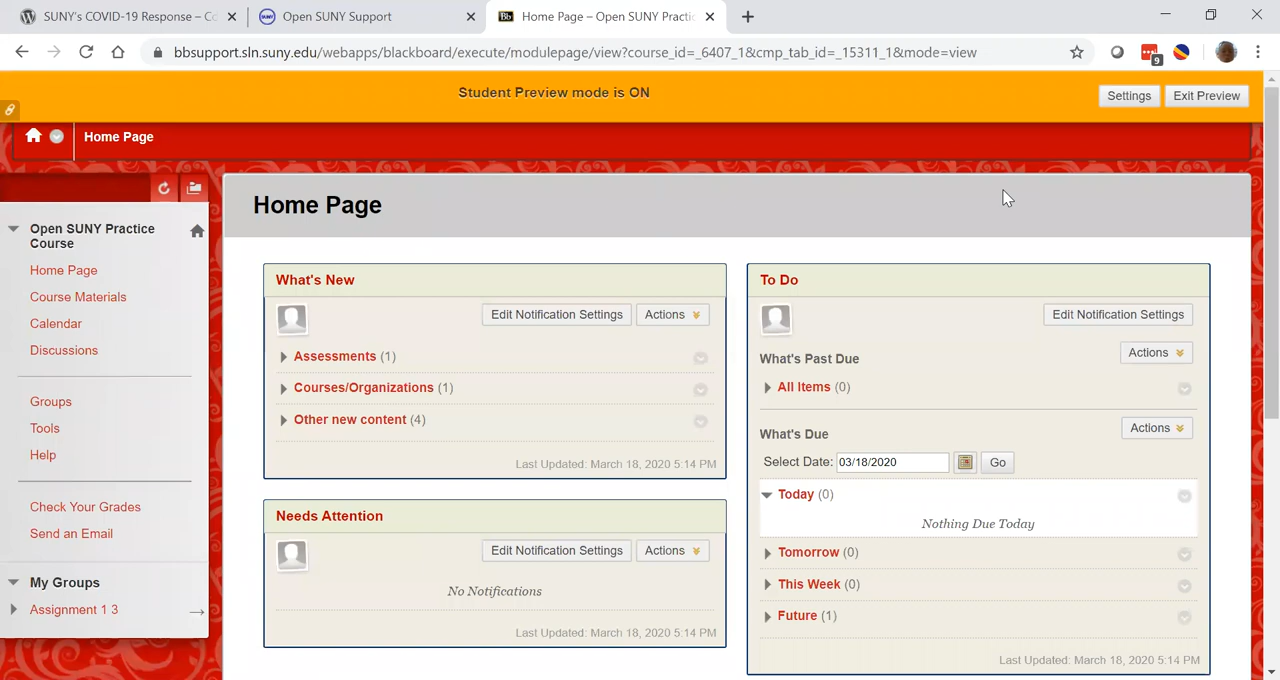 SUNY's COVID-19 Response – Co
Open SUNY Support
Bb Home Page – Open SUNY Practic
bbsupport.sln.suny.edu/webapps/blackboard/execute/modulepage/view?course_id=_6407_1&cmp_tab_id=_15311_1&mode=view
9
Student Preview mode is ON
Settings
Exit Preview
Home Page
Home Page
Open SUNY Practice
Course
Home Page
Course Materials
Calendar
Discussions
Groups
Tools
Help
Check Your Grades
Send an Email
My Groups
Assignment 1 3
What's New
Edit Notification Settings
Actions
Assessments (1)
Courses/Organizations (1)
Other new content (4)
Last Updated: March 18, 2020 5:14 PM
Needs Attention
Edit Notification Settings
Actions
No Notifications
Last Updated: March 18, 2020 5:14 PM
To Do
Edit Notification Settings
What's Past Due
Actions
All Items (0)
What's Due
Actions
Select Date: 03/18/2020 Go
Today (0)
Nothing Due Today
Tomorrow (0)
This Week (0)
Future (1)
Last Updated: March 18, 2020 5:14 PM